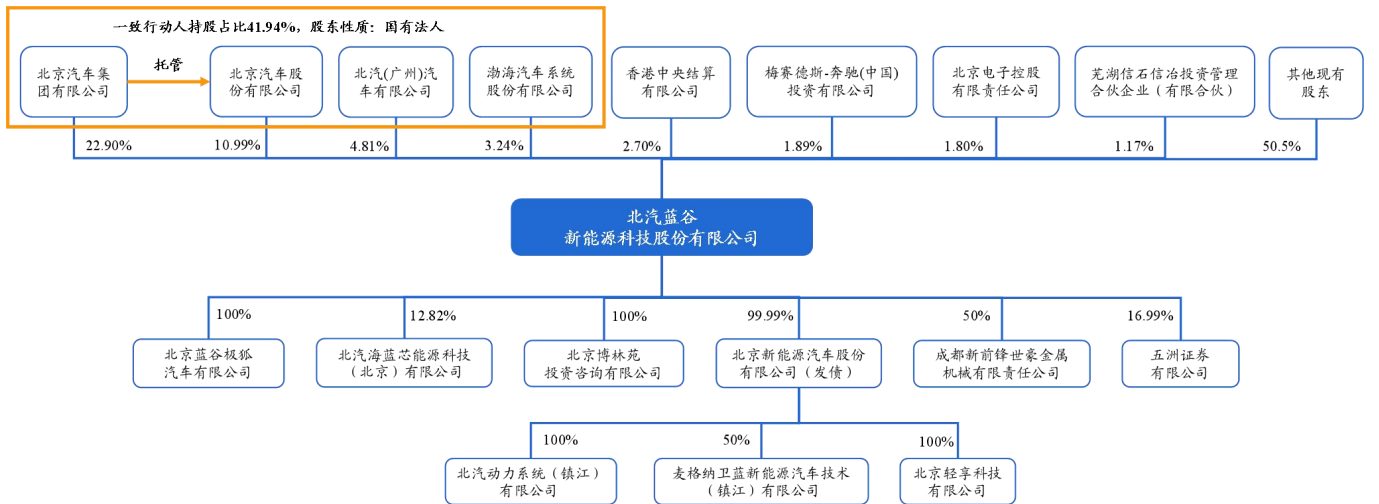 一致行动人持股占比41.94%，股东性质：国有法人
北京汽车集
团有限公司
托管
北京汽车股
份有限公司
北汽(广州)汽
车有限公司
渤海汽车系统
股份有限公司
香港中央结算
有限公司
梅赛德斯-奔驰(中国)
投资有限公司
北京电子控股
有限责任公司
芜湖信石信冶投资管理
合伙企业（有限合伙）
其他现有
股东
22.90%
10.99%
4.81%
3.24%
2.70%
1.89%
1.80%
1.17%
50.5%
北汽蓝谷
新能源科技股份有限公司
100%
12.82%
100%
99.99%
50%
16.99%
北京蓝谷极狐
汽车有限公司
北汽海蓝芯能源科技
（北京）有限公司
北京博林苑
投资咨询有限公司
北京新能源汽车股份
有限公司（发债）
成都新前锋世豪金属
机械有限责任公司
五洲证券
有限公司
100%
50%
100%
北汽动力系统（镇江）
有限公司
麦格纳卫蓝新能源汽车技术
（镇江）有限公司
北京轻享科技
有限公司